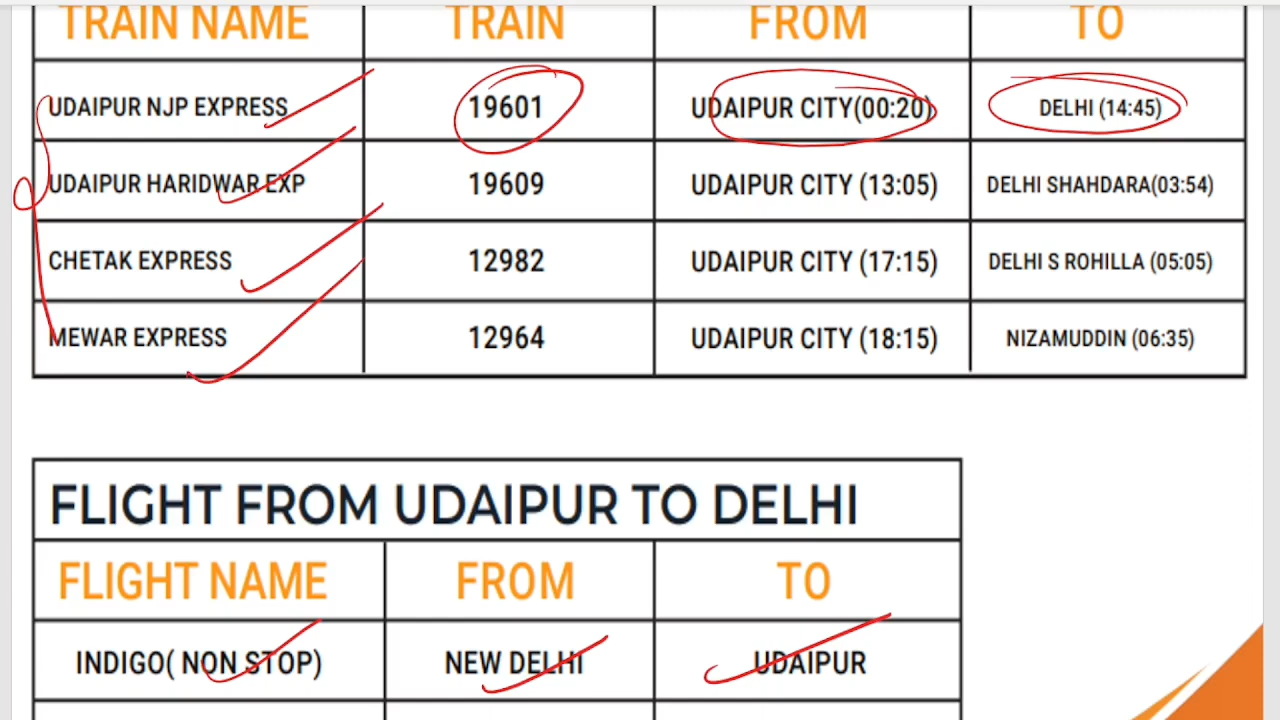 TRAIN NAME TRAIN FROM TO
UDAIPUR NJP EXPRESS 19601 UDAIPUR CITY(00:20) DELHI (14:45)
UDAIPUR HARIDWAR EXP 19609 UDAIPUR CITY (13:05) DELHI SHAHDARA(03:54)
CHETAK EXPRESS 12982 UDAIPUR CITY (17:15) DELHI S ROHILLA (05:05)
MEWAR EXPRESS 12964 UDAIPUR CITY (18:15) NIZAMUDDIN (06:35)
FLIGHT FROM UDAIPUR TO DELHI
FLIGHT NAME FROM TO
INDIGO( NON STOP) NEW DELHI UDAIPUR